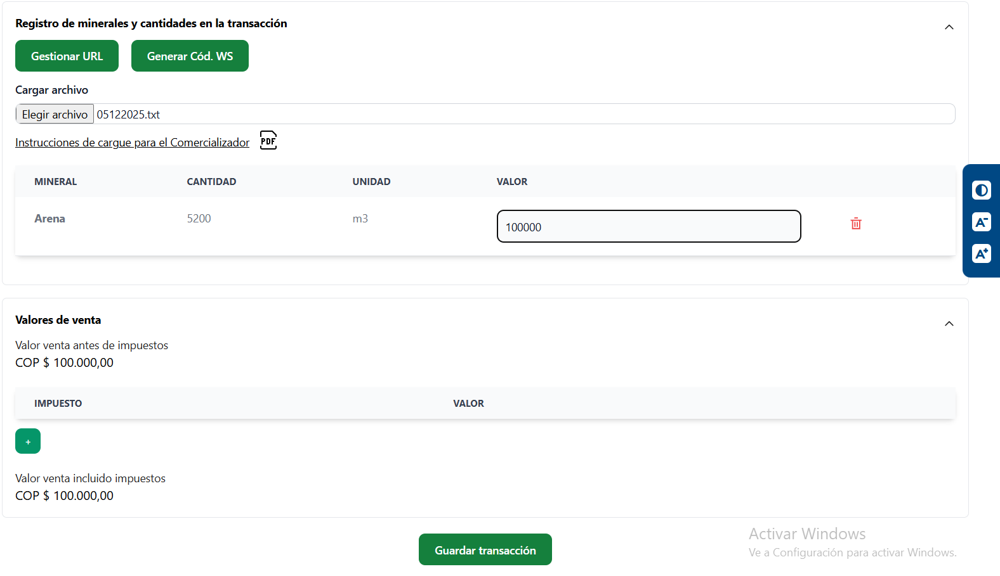 Registro de minerales y cantidades en la transacción
Gestionar URL Generar Cód. WS
Cargar archivo
Elegir archivo 05122025.txt
Instrucciones de cargue para el Comercializador PDF
MINERAL CANTIDAD UNIDAD VALOR
Arena 5200 m3 100000
A-
A+
Valores de venta
Valor venta antes de impuestos
COP $ 100.000,00
IMPUESTO VALOR
+
Valor venta incluido impuestos
COP $ 100.000,00
Guardar transacción
Activar Windows
Ve a Configuración para activar Windows.